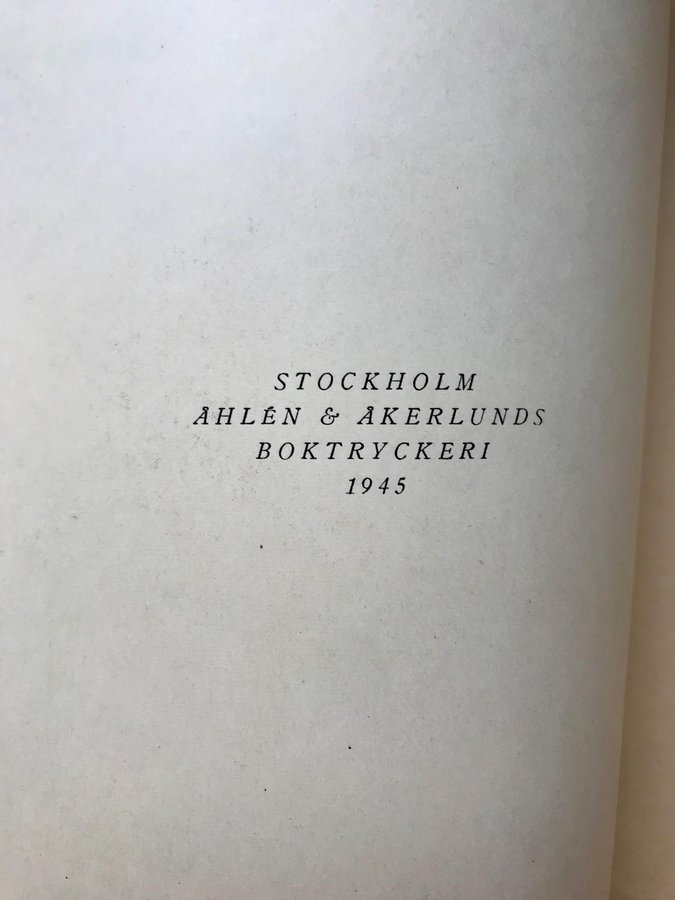 STOCKHOLM
ÅHLÉN & ÅKERLUNDS
BOKTRYCKERI
1945